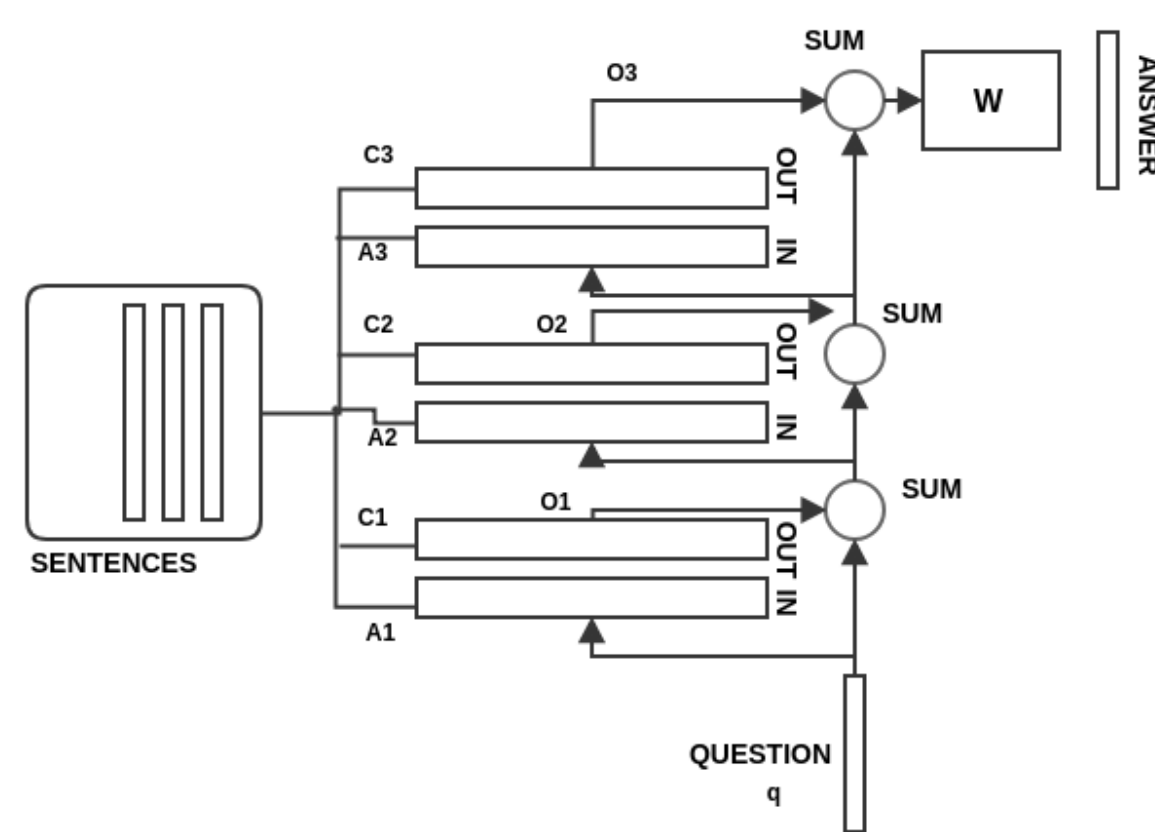 SUM
O3
W
ANSWER
C3
OUT
A3
IN
C2
O2
OUT
SUM
A2
IN
O1
SUM
C1
OUT
IN
SENTENCES
A1
QUESTION
q